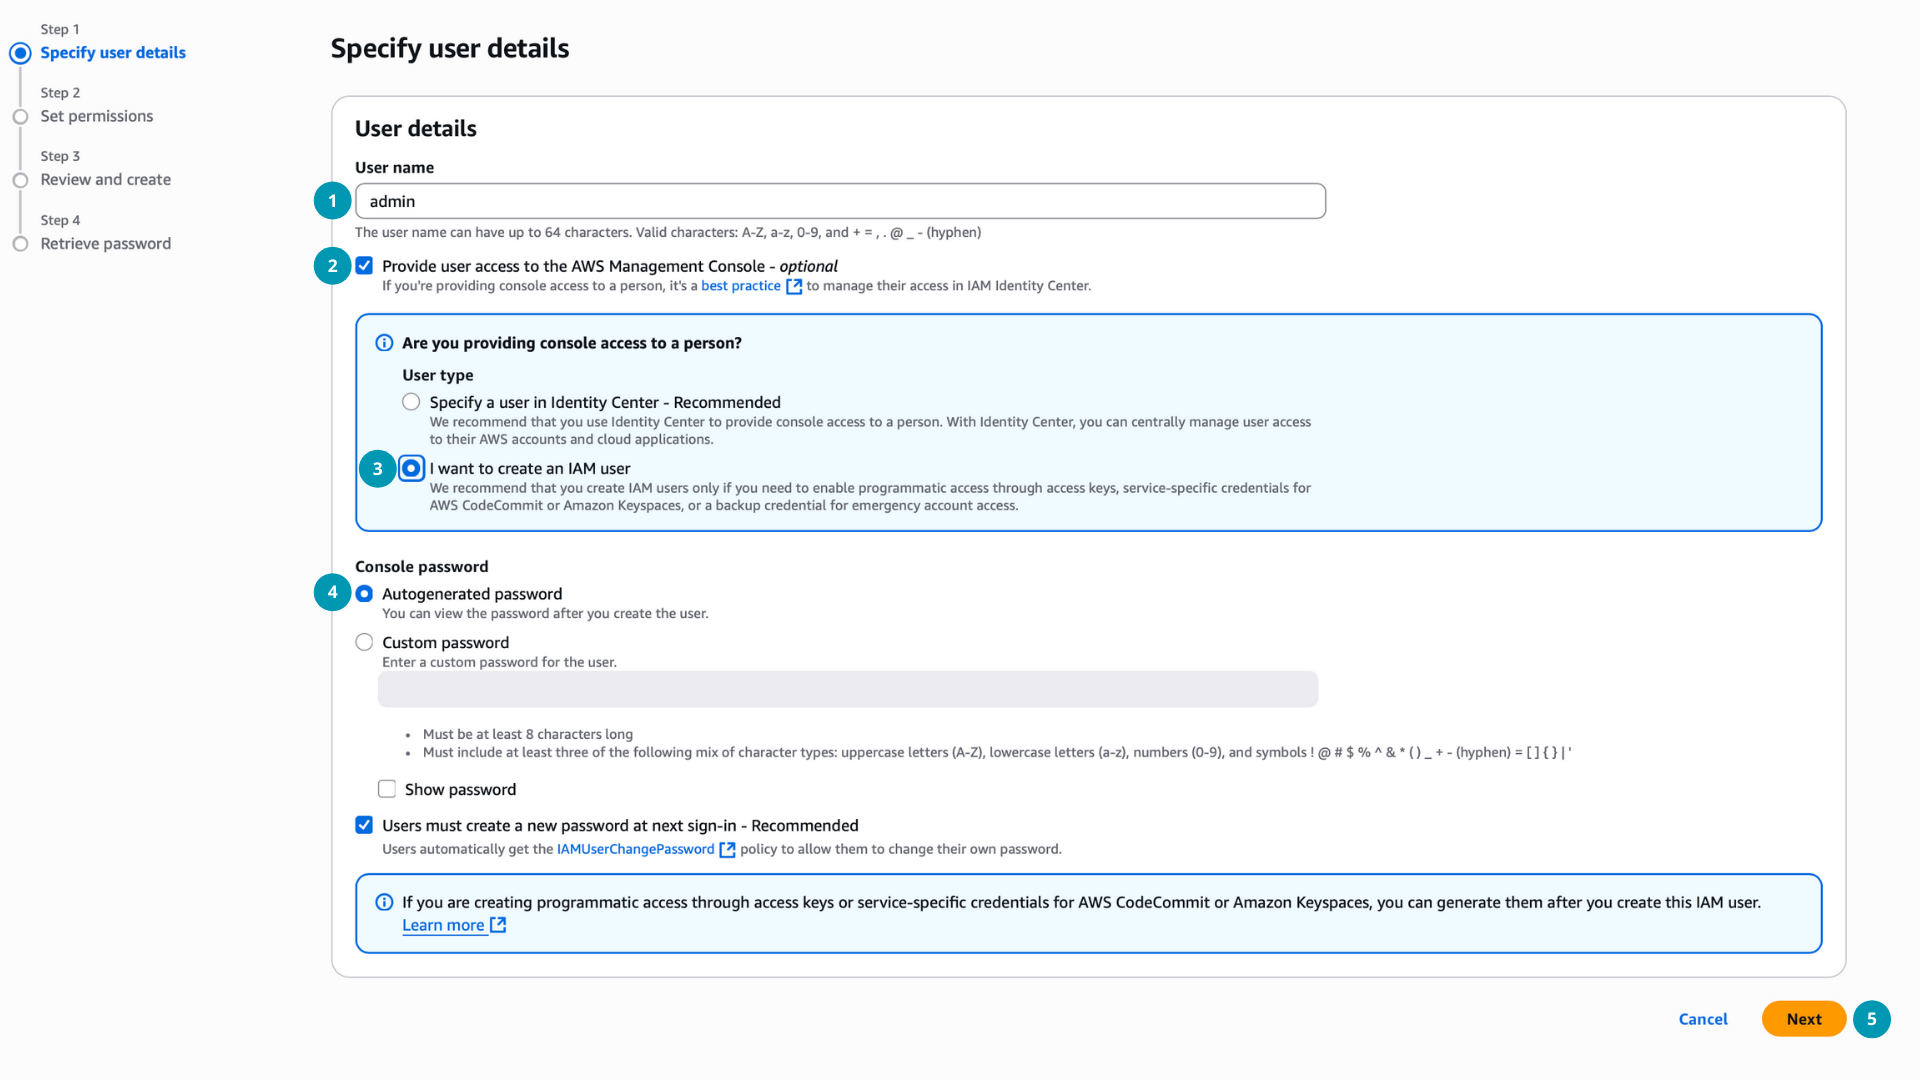 Step 1
Specify user details
Step 2
Set permissions
Step 3
Review and create
Step 4
Retrieve password
Specify user details
User details
User name
1
admin
The user name can have up to 64 characters. Valid characters: A-Z, a-z, 0-9, and + = , . @ _ - (hyphen)
2
Provide user access to the AWS Management Console - optional
If you're providing console access to a person, it's a best practice to manage their access in IAM Identity Center.
Are you providing console access to a person?
User type
Specify a user in Identity Center - Recommended
We recommend that you use Identity Center to provide console access to a person. With Identity Center, you can centrally manage user access
to their AWS accounts and cloud applications.
3
I want to create an IAM user
We recommend that you create IAM users only if you need to enable programmatic access through access keys, service-specific credentials for
AWS CodeCommit or Amazon Keyspaces, or a backup credential for emergency account access.
Console password
4
Autogenerated password
You can view the password after you create the user.
Custom password
Enter a custom password for the user.
• Must be at least 8 characters long
• Must include at least three of the following mix of character types: uppercase letters (A-Z), lowercase letters (a-z), numbers (0-9), and symbols ! @ # $ % ^ & * ( ) _ + - (hyphen) = [ ] { } | '
Show password
Users must create a new password at next sign-in - Recommended
Users automatically get the IAMUserChangePassword policy to allow them to change their own password.
If you are creating programmatic access through access keys or service-specific credentials for AWS CodeCommit or Amazon Keyspaces, you can generate them after you create this IAM user.
Learn more
Cancel
Next
5